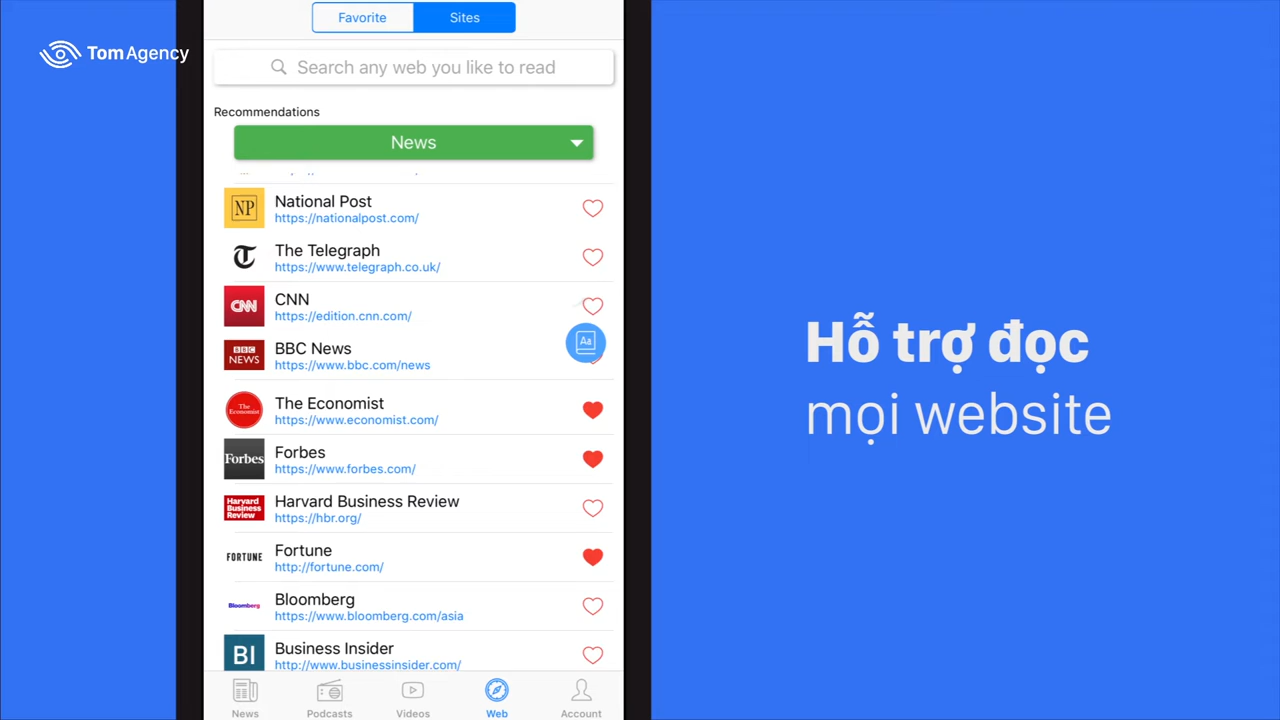 Favorite
Sites
TomAgency
Search any web you like to read
Recommendations
News
NP
National Post
https://nationalpost.com/
The Telegraph
https://www.telegraph.co.uk/
CNN
CNN
https://edition.cnn.com/
BBC
NEWS
BBC News
https://www.bbc.com/news
Aa
The
Economist
The Economist
https://www.economist.com/
Forbes
Forbes
https://www.forbes.com/
Harvard
Business
Review
Harvard Business Review
https://hbr.org/
FORTUNE
Fortune
http://fortune.com/
Bloomberg
Bloomberg
https://www.bloomberg.com/asia
BI
Business Insider
http://www.businessinsider.com/
News
Podcasts
Videos
Web
Account
Hỗ trợ đọc
mọi website